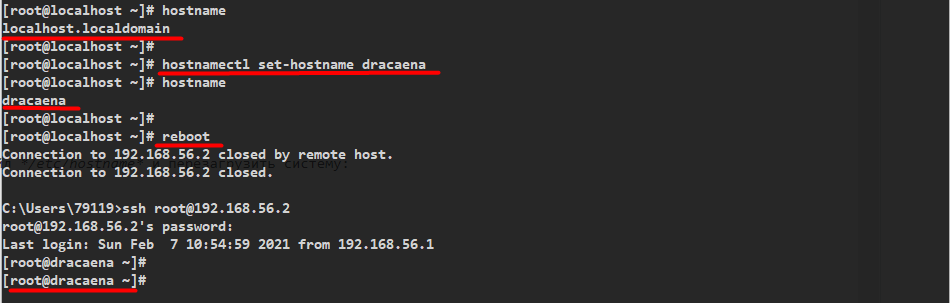 [root@localhost ~]# hostname
localhost.localdomain
[root@localhost ~]#
[root@localhost ~]# hostnamectl set-hostname dracaena
[root@localhost ~]# hostname
dracaena
[root@localhost ~]#
[root@localhost ~]# reboot
Connection to 192.168.56.2 closed by remote host.
Connection to 192.168.56.2 closed.
C:\Users\79119>ssh root@192.168.56.2
root@192.168.56.2's password:
Last login: Sun Feb  7 10:54:59 2021 from 192.168.56.1
[root@dracaena ~]#
[root@dracaena ~]#